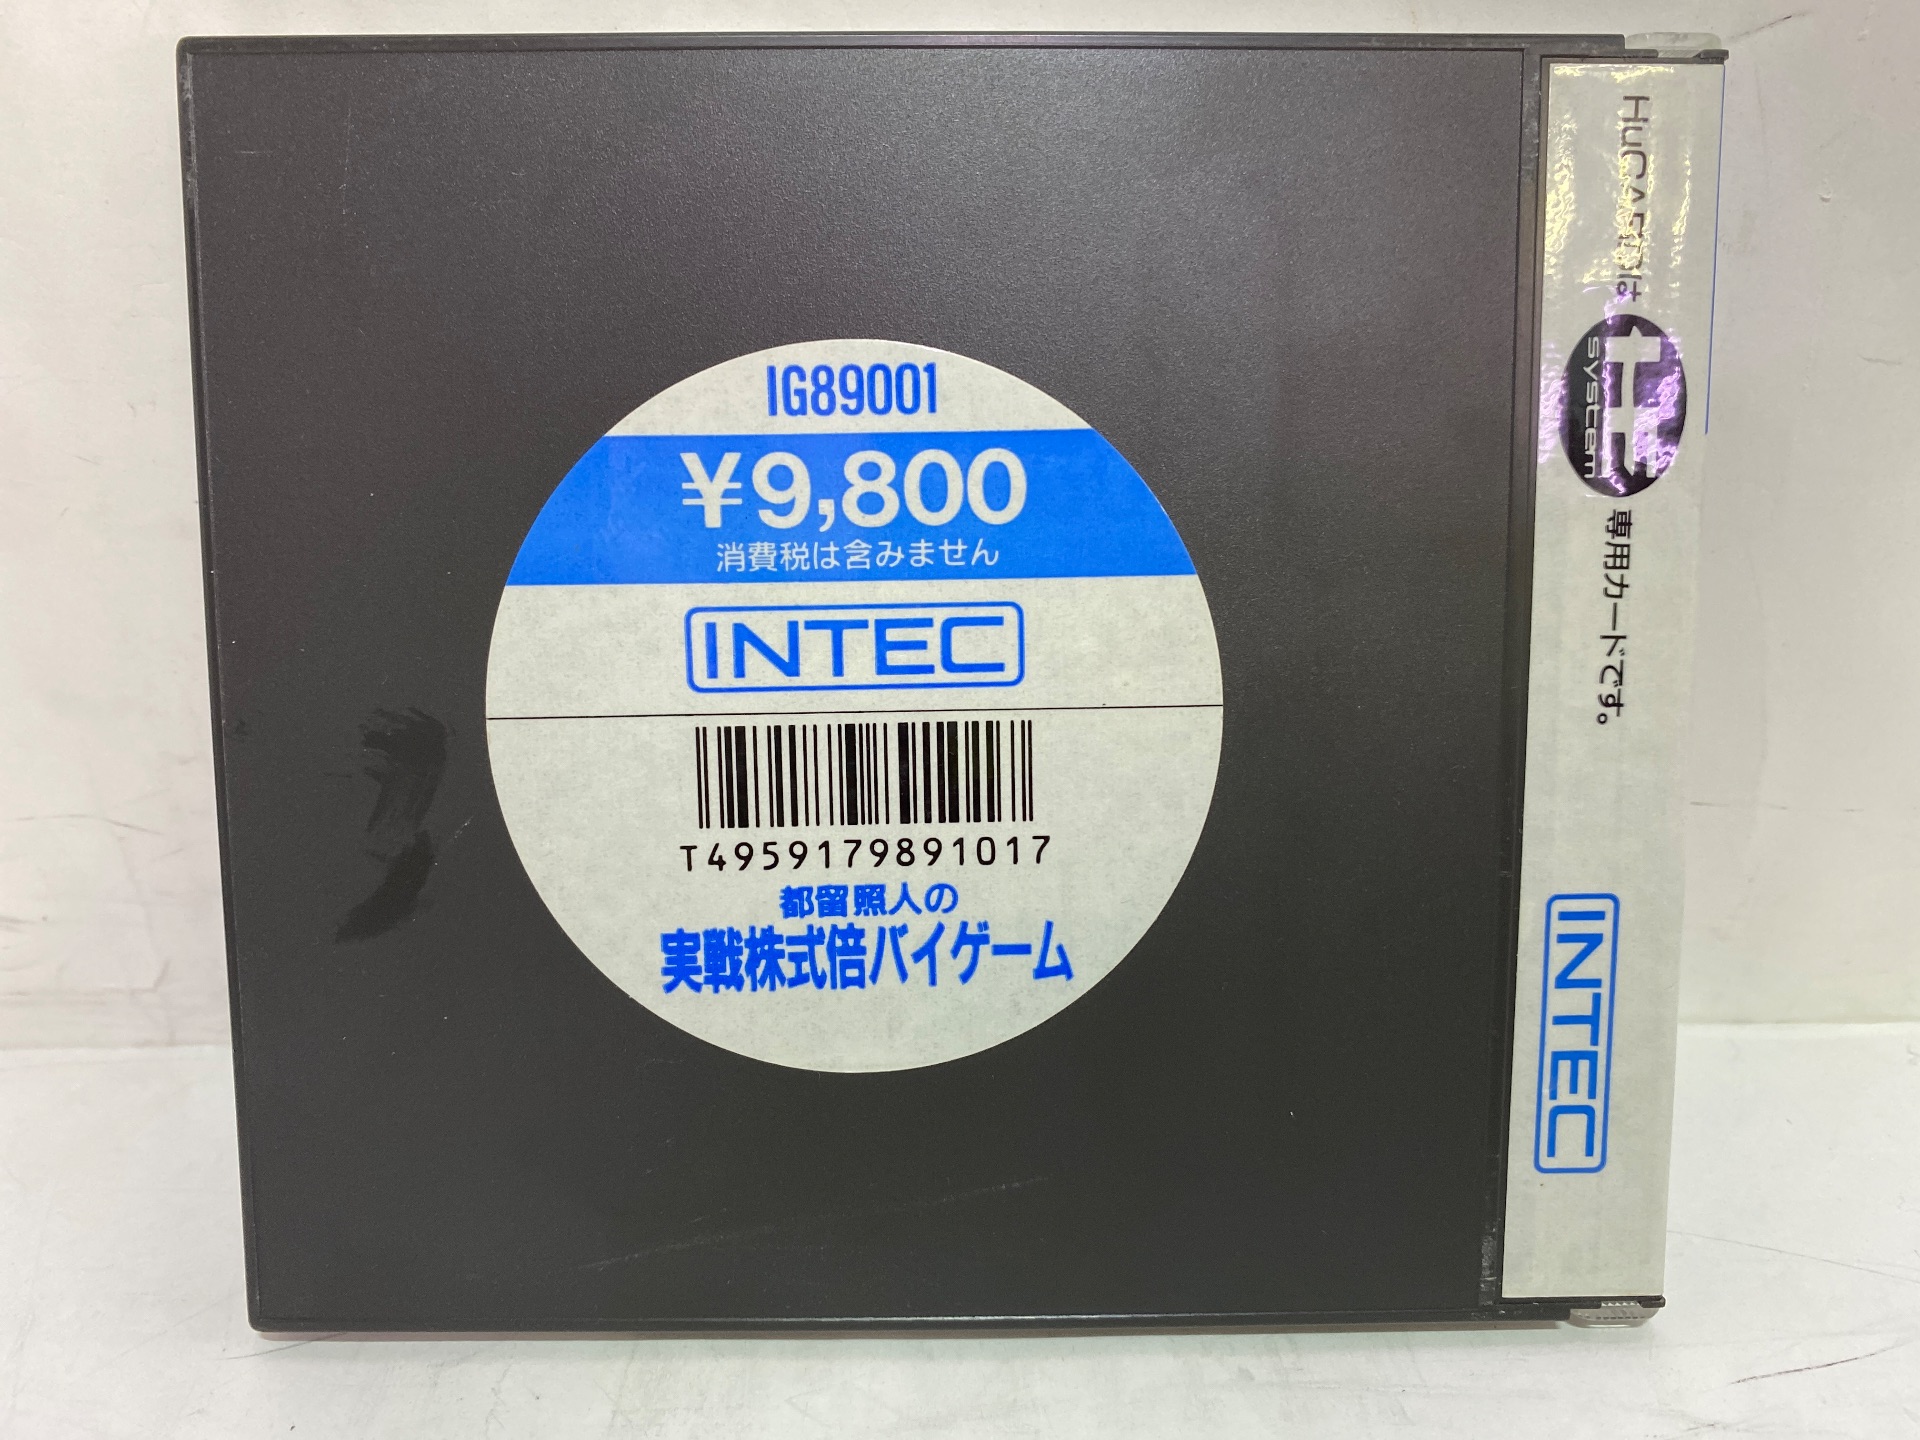 IG89001
¥9,800
消費税は含みません
INTEC
T4959179891017
都留照人の
実戦株式倍バイゲーム
HuCARDは
HE
system
専用カードです。
INTEC